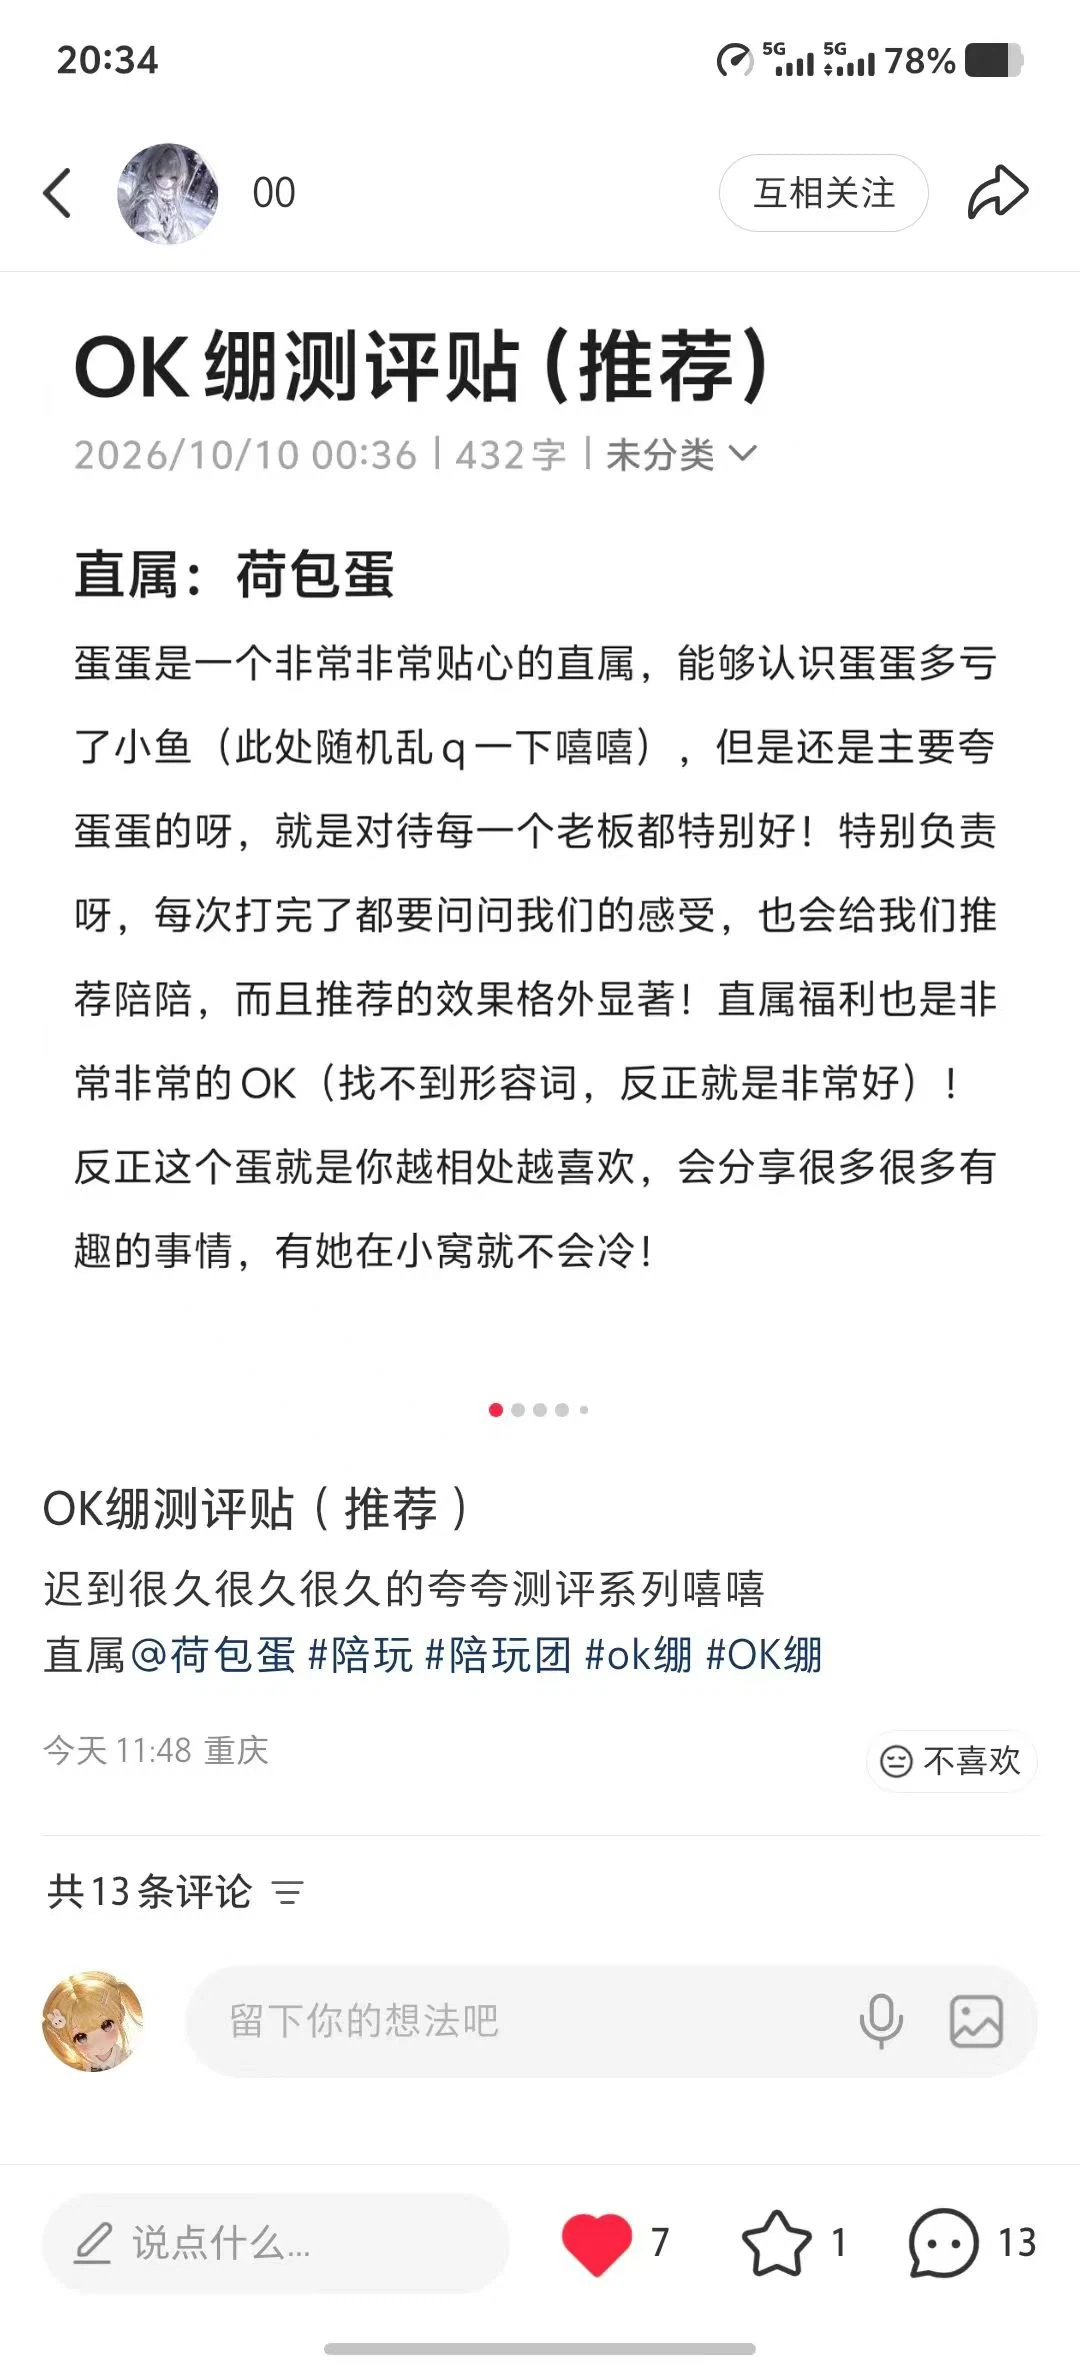 20:34
5G 5G 78%
00
互相关注
OK绷测评贴（推荐）
2026/10/10 00:36 | 432字 | 未分类
直属：荷包蛋
蛋蛋是一个非常非常贴心的直属，能够认识蛋蛋多亏
了小鱼（此处随机乱q一下嘻嘻），但是还是主要夸
蛋蛋的呀，就是对待每一个老板都特别好！特别负责
呀，每次打完了都要问问我们的感受，也会给我们推
荐陪陪，而且推荐的效果格外显著！直属福利也是非
常非常的OK（找不到形容词，反正就是非常好）！
反正这个蛋就是你越相处越喜欢，会分享很多很多有
趣的事情，有她在小窝就不会冷！
OK绷测评贴（推荐）
迟到很久很久很久的夸夸测评系列嘻嘻
直属@荷包蛋 #陪玩 #陪玩团 #ok绷 #OK绷
今天 11:48 重庆
不喜欢
共13条评论
留下你的想法吧
说点什么...
7
1
13